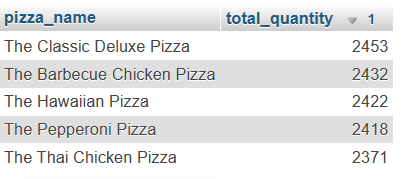 pizza_name total_quantity 1
The Classic Deluxe Pizza 2453
The Barbecue Chicken Pizza 2432
The Hawaiian Pizza 2422
The Pepperoni Pizza 2418
The Thai Chicken Pizza 2371